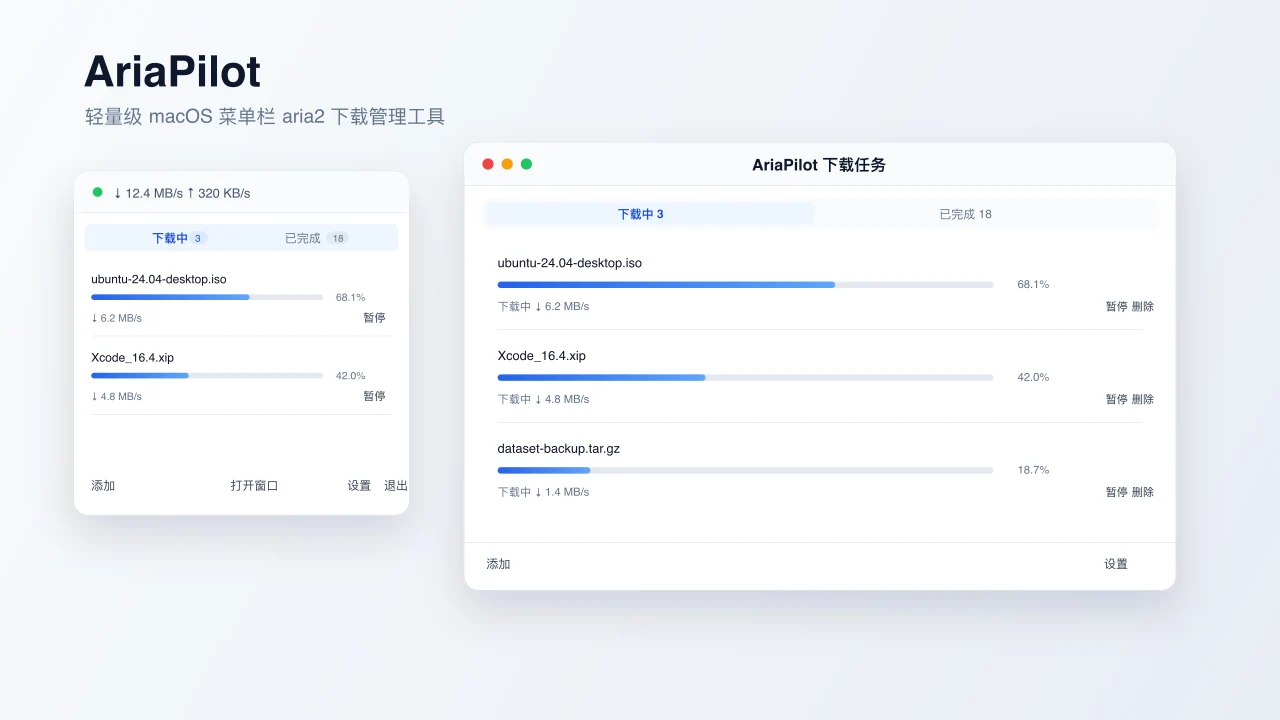 AriaPilot
轻量级 macOS 菜单栏 aria2 下载管理工具
↓ 12.4 MB/s ↑ 320 KB/s
下载中 3 已完成 18
ubuntu-24.04-desktop.iso
68.1%
↓ 6.2 MB/s 暂停
Xcode_16.4.xip
42.0%
↓ 4.8 MB/s 暂停
添加 打开窗口 设置 退出
AriaPilot 下载任务
下载中 3 已完成 18
ubuntu-24.04-desktop.iso
68.1%
下载中 ↓ 6.2 MB/s 暂停 删除
Xcode_16.4.xip
42.0%
下载中 ↓ 4.8 MB/s 暂停 删除
dataset-backup.tar.gz
18.7%
下载中 ↓ 1.4 MB/s 暂停 删除
添加 设置